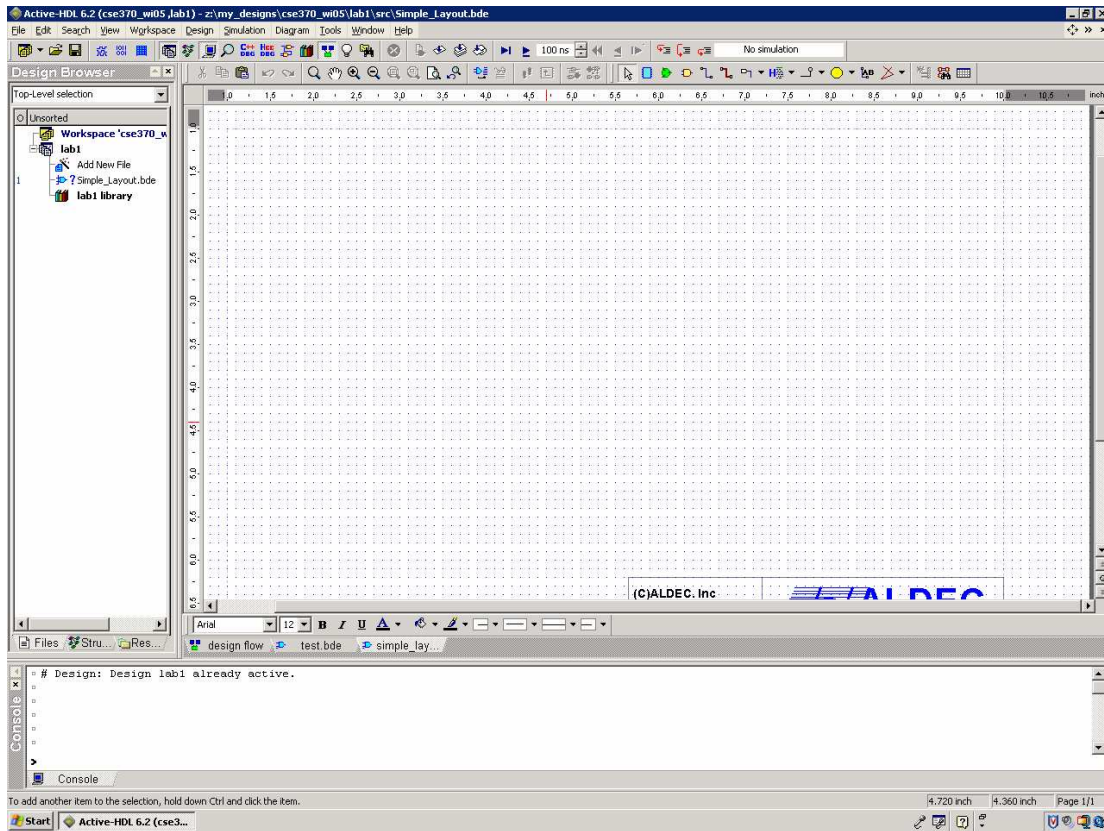 Active-HDL 6.2 (cse370_wi05 ,lab1) - z:\my_designs\cse370_wi05\lab1\src\Simple_Layout.bde
File Edit Search View Workspace Design Simulation Diagram Tools Window Help
100 ns No simulation
Design Browser
Top-Level selection
1,0 1,5 2,0 2,5 3,0 3,5 4,0 4,5 5,0 5,5 6,0 6,5 7,0 7,5 8,0 8,5 9,0 9,5 10,0 10,5 inch
Unsorted
Workspace 'cse370_w
lab1
Add New File
1 ? Simple_Layout.bde
lab1 library
1,0
1,5
2,0
2,5
3,0
3,5
4,0
4,5
5,0
5,5
6,0
6,5
(C)ALDEC. Inc
ALDEC
Arial 12 B I U A
Files Stru... Res...
design flow test.bde simple_lay...
Console
# Design: Design lab1 already active.
>
Console
To add another item to the selection, hold down Ctrl and click the item.
4.720 inch 4.360 inch Page 1/1
Start Active-HDL 6.2 (cse3...